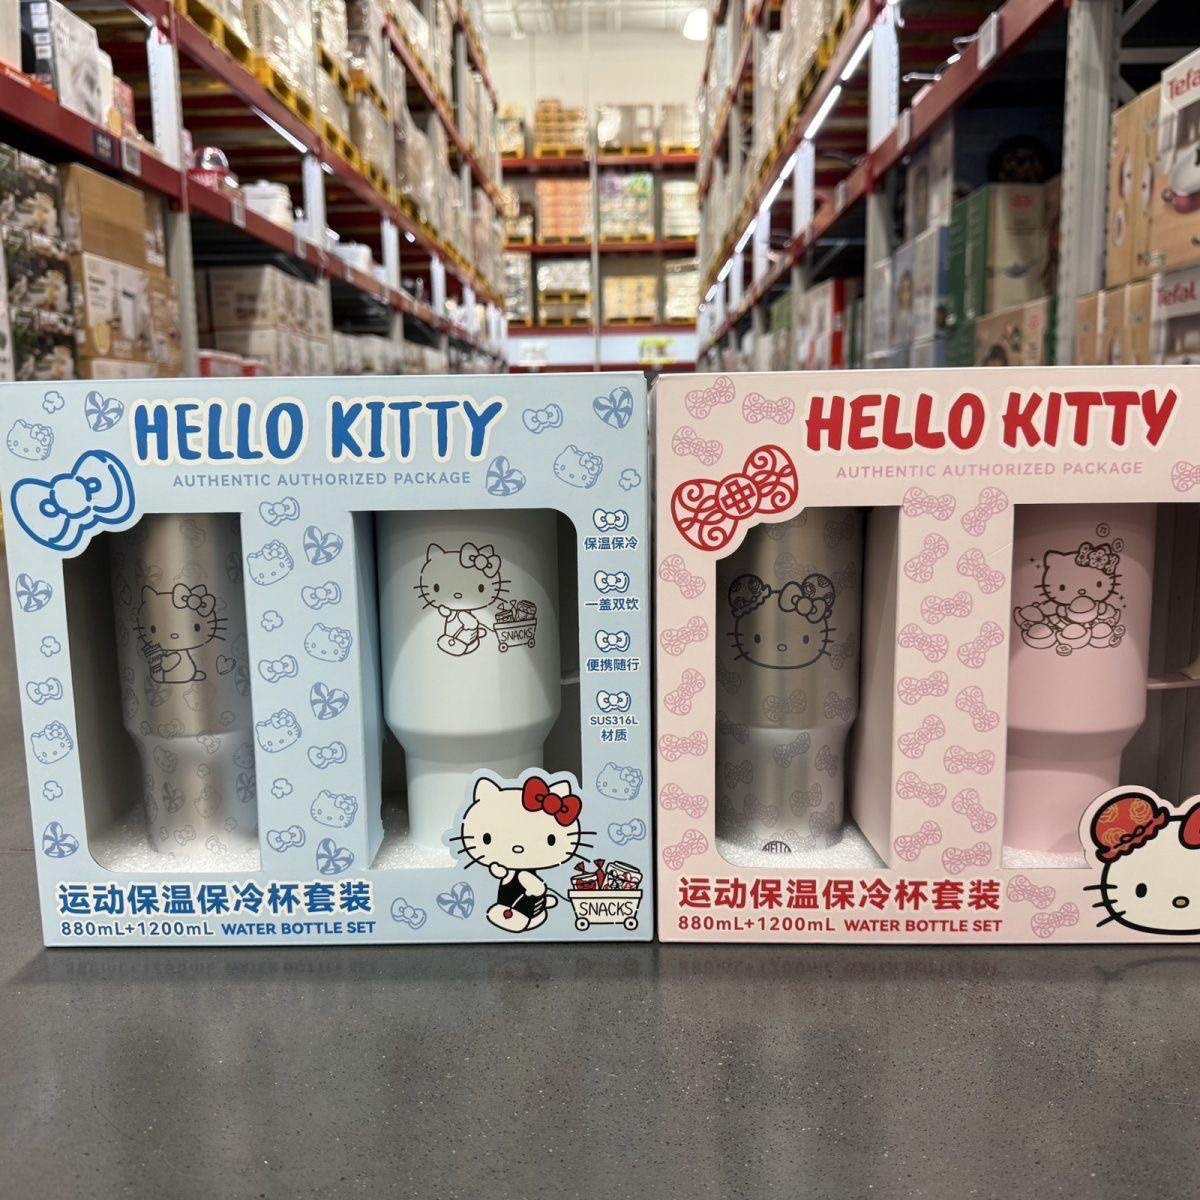 Tefal
Tefal
HELLO KITTY
AUTHENTIC AUTHORIZED PACKAGE
保温保冷
一盖双饮
便携随行
SUS316L
材质
SNACKS
SNACKS
运动保温保冷杯套装
880mL+1200mL WATER BOTTLE SET
HELLO KITTY
AUTHENTIC AUTHORIZED PACKAGE
HELLO
运动保温保冷杯套装
880mL+1200mL WATER BOTTLE SET